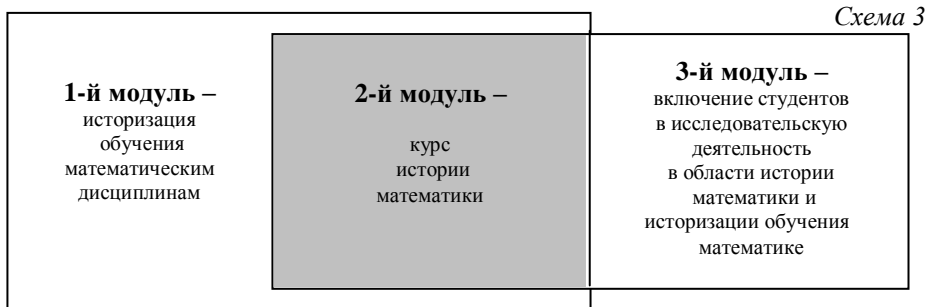 Схема 3
1-й модуль –
историзация
обучения
математическим
дисциплинам
2-й модуль –
курс
истории
математики
3-й модуль –
включение студентов
в исследовательскую
деятельность
в области истории
математики и
историзации обучения
математике